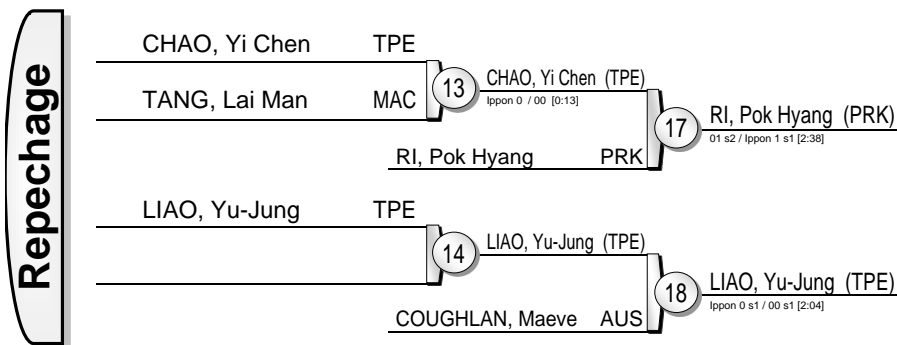 Repechage
CHAO, Yi Chen TPE
TANG, Lai Man MAC
13
CHAO, Yi Chen (TPE)
Ippon 0 / 00 [0:13]
RI, Pok Hyang PRK
17
RI, Pok Hyang (PRK)
01 s2 / Ippon 1 s1 [2:38]
LIAO, Yu-Jung TPE
14
LIAO, Yu-Jung (TPE)
COUGHLAN, Maeve AUS
18
LIAO, Yu-Jung (TPE)
Ippon 0 s1 / 00 s1 [2:04]